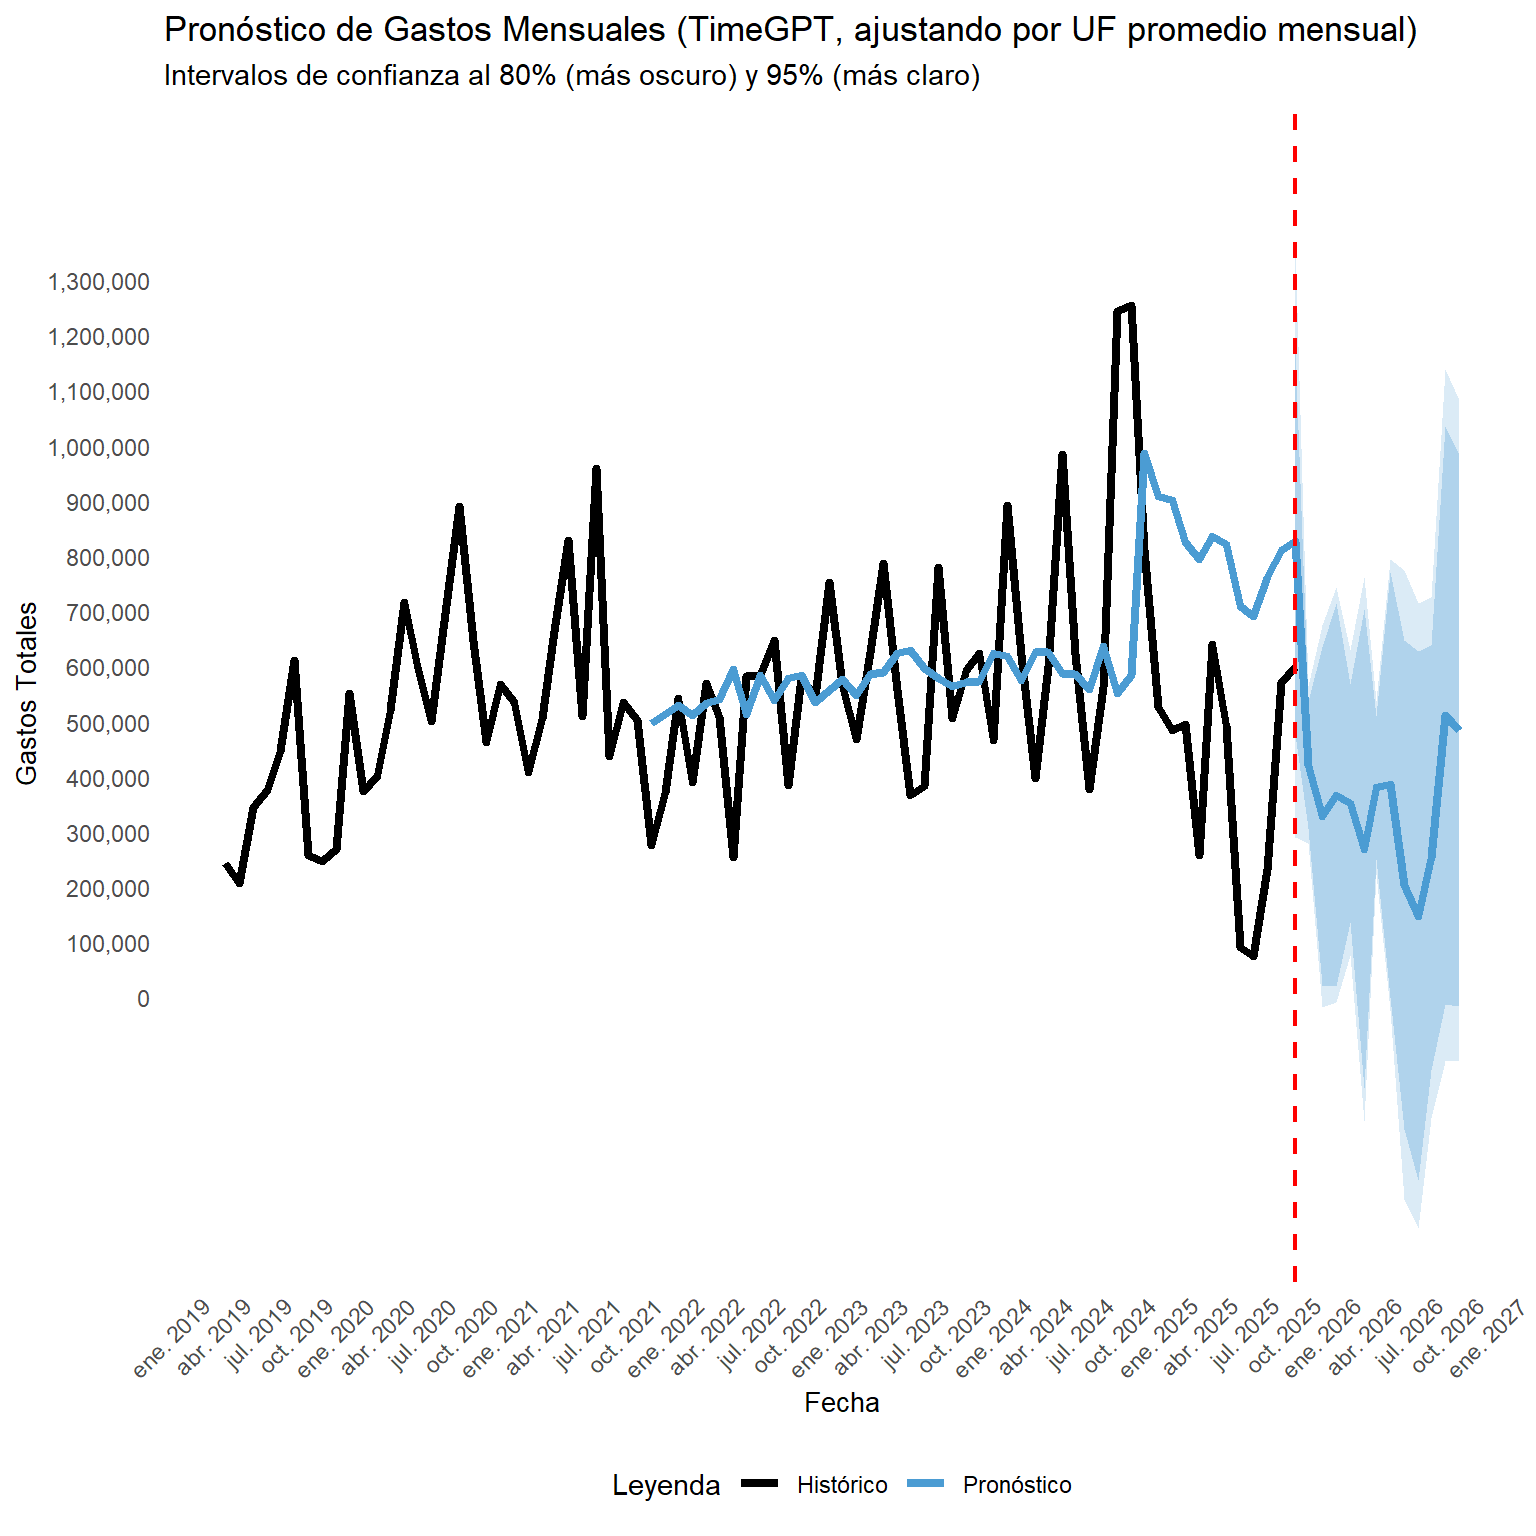 Pronóstico de Gastos Mensuales (TimeGPT, ajustando por UF promedio mensual)
Intervalos de confianza al 80% (más oscuro) y 95% (más claro)
Gastos Totales
1,300,000
1,200,000
1,100,000
1,000,000
900,000
800,000
700,000
600,000
500,000
400,000
300,000
200,000
100,000
0
ene. 2019
ene. 2019
abr. 2019
jul. 2019
oct. 2019
ene. 2020
abr. 2020
jul. 2020
oct. 2020
ene. 2021
abr. 2021
jul. 2021
oct. 2021
ene. 2022
abr. 2022
jul. 2022
oct. 2022
ene. 2023
abr. 2023
jul. 2023
oct. 2023
ene. 2024
abr. 2024
jul. 2024
oct. 2024
ene. 2025
abr. 2025
jul. 2025
oct. 2025
ene. 2026
abr. 2026
jul. 2026
oct. 2026
ene. 2027
Fecha
Leyenda Histórico Pronóstico